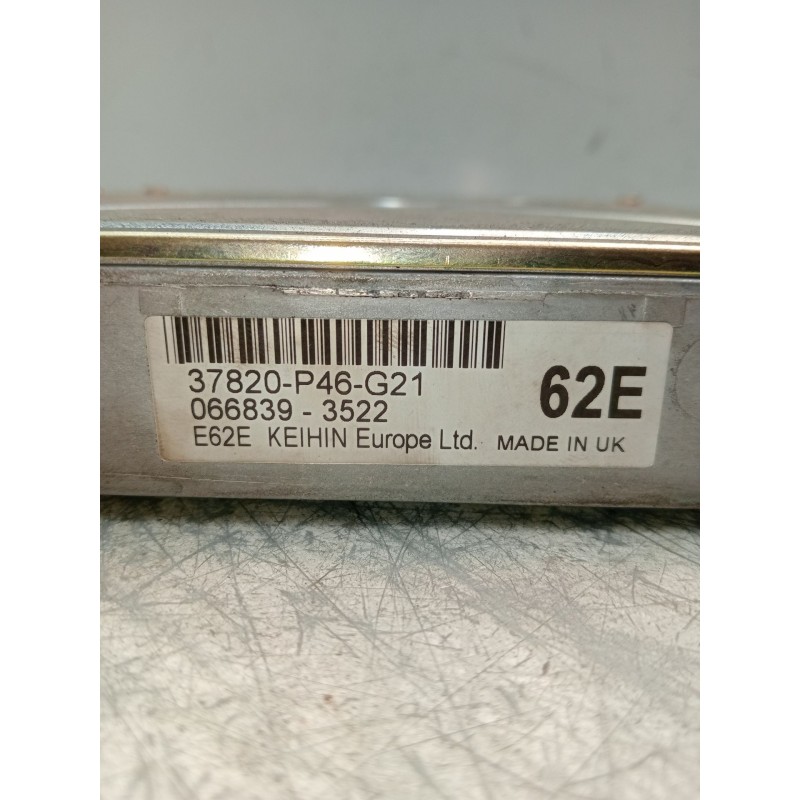 37820-P46-G21
066839 - 3522
62E
E62E KEIHIN Europe Ltd. MADE IN UK